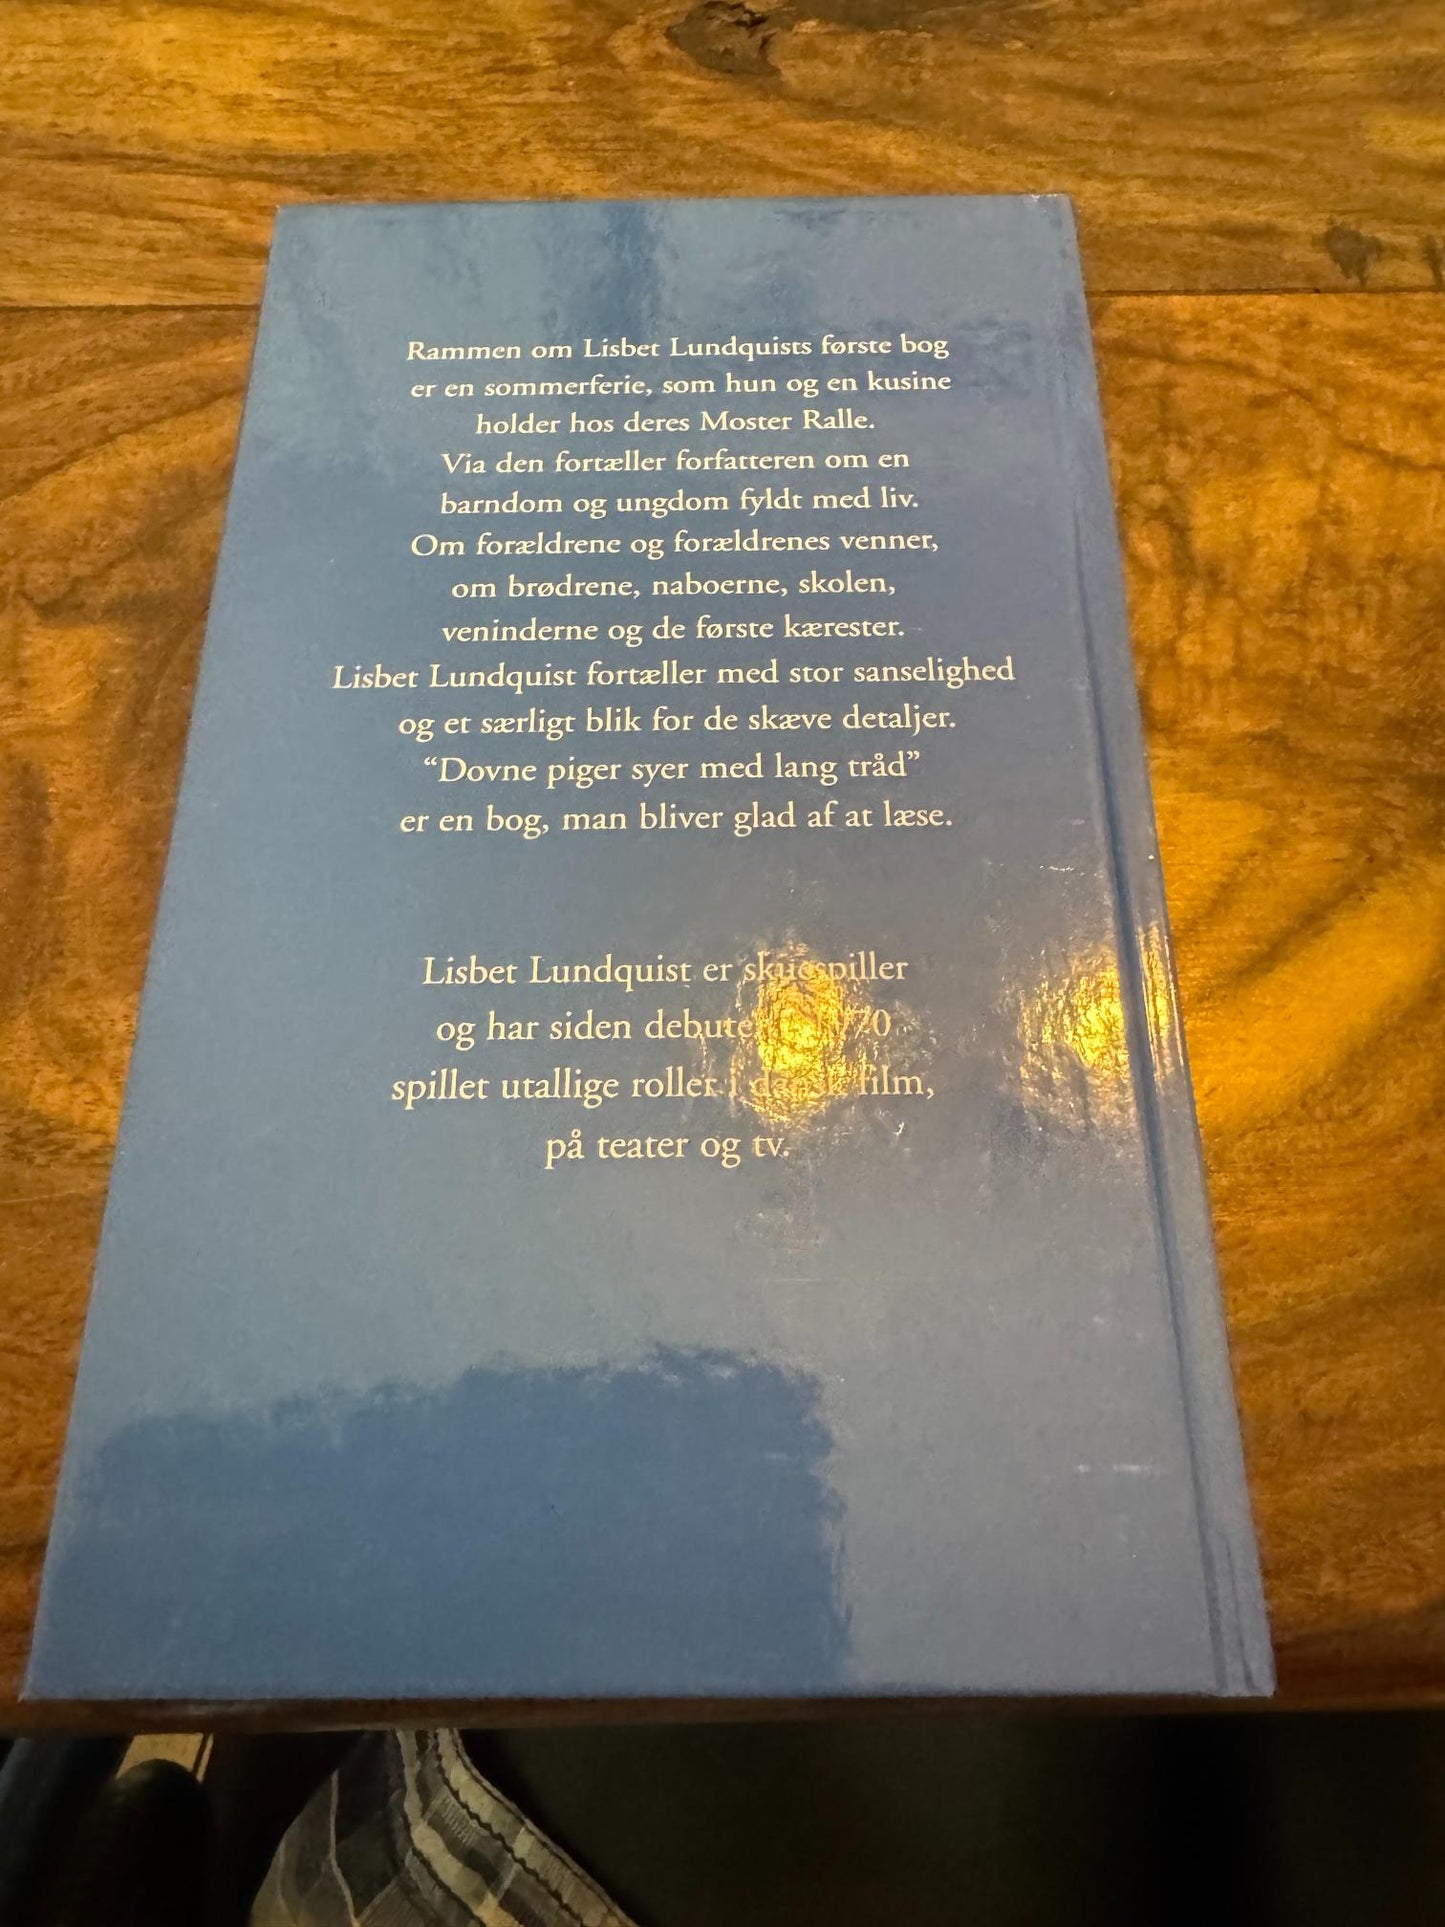 Rammen om Lisbet Lundquists første bog
er en sommerferie, som hun og en kusine
holder hos deres Moster Ralle.
Via den fortæller forfatteren om en
barndom og ungdom fyldt med liv.
Om forældrene og forældrenes venner,
om brødrene, naboerne, skolen,
veninderne og de første kærester.
Lisbet Lundquist fortæller med stor sanselighed
og et særligt blik for de skæve detaljer.
“Dovne piger syer med lang tråd”
er en bog, man bliver glad af at læse.
Lisbet Lundquist er skuespiller
og har siden
spillet utallige roller i dansk film,
på teater og tv.